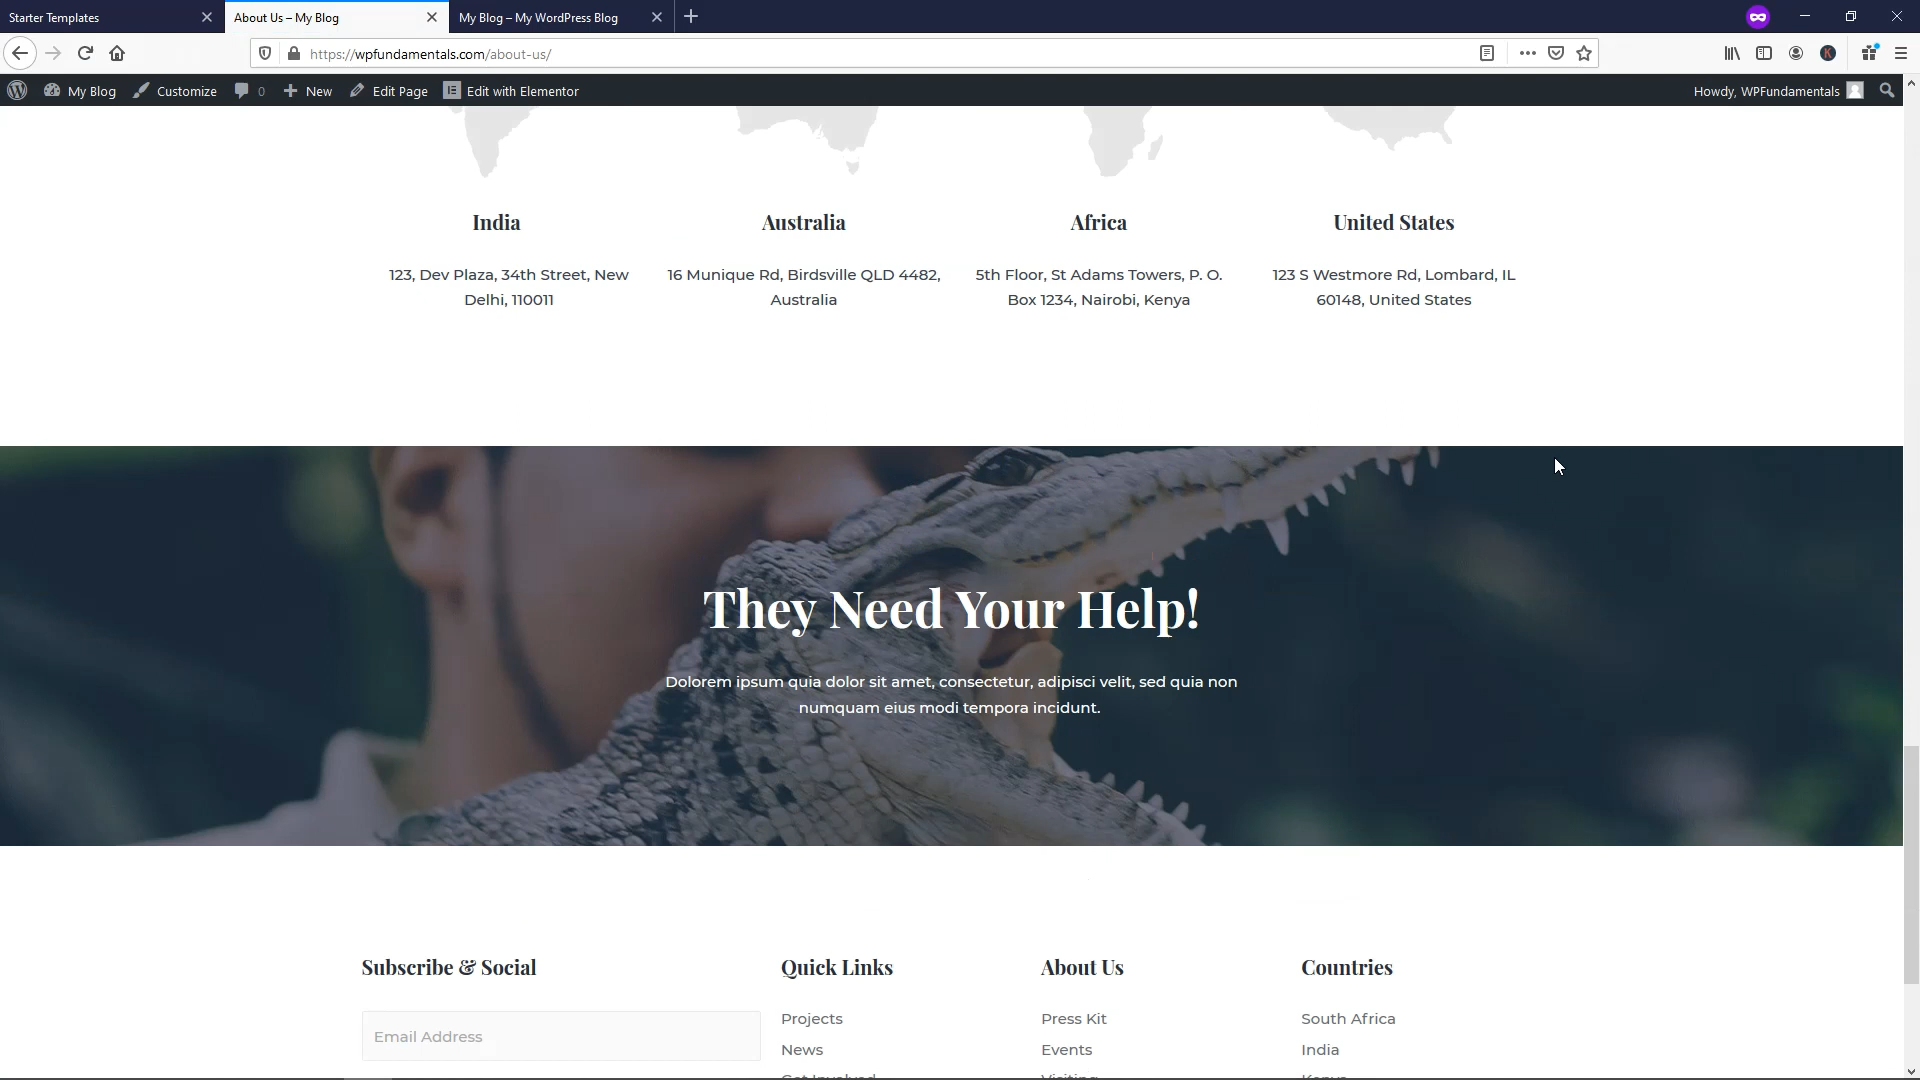 Starter Templates
About Us – My Blog
My Blog – My WordPress Blog
https://wpfundamentals.com/about-us/
My Blog
Customize
0
New
Edit Page
Edit with Elementor
Howdy, WPFundamentals
India
Australia
Africa
United States
123, Dev Plaza, 34th Street, New
Delhi, 110011
16 Munique Rd, Birdsville QLD 4482,
Australia
5th Floor, St Adams Towers, P. O.
Box 1234, Nairobi, Kenya
123 S Westmore Rd, Lombard, IL
60148, United States
They Need Your Help!
Dolorem ipsum quia dolor sit amet, consectetur, adipisci velit, sed quia non
numquam eius modi tempora incidunt.
Subscribe & Social
Email Address
Quick Links
Projects
News
Get Involved
About Us
Press Kit
Events
Visiting
Countries
South Africa
India
Kenya